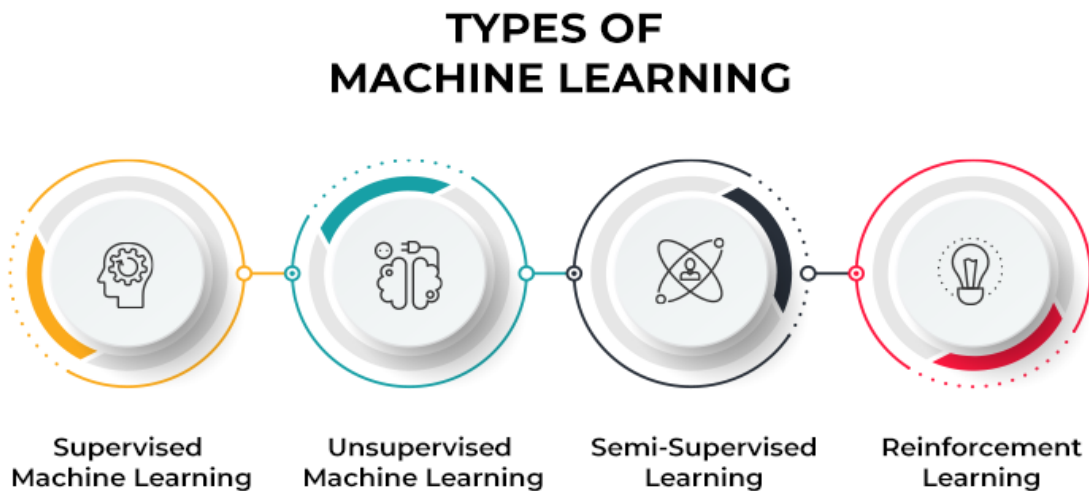 TYPES OF
MACHINE LEARNING
Supervised
Machine Learning
Unsupervised
Machine Learning
Semi-Supervised
Learning
Reinforcement
Learning